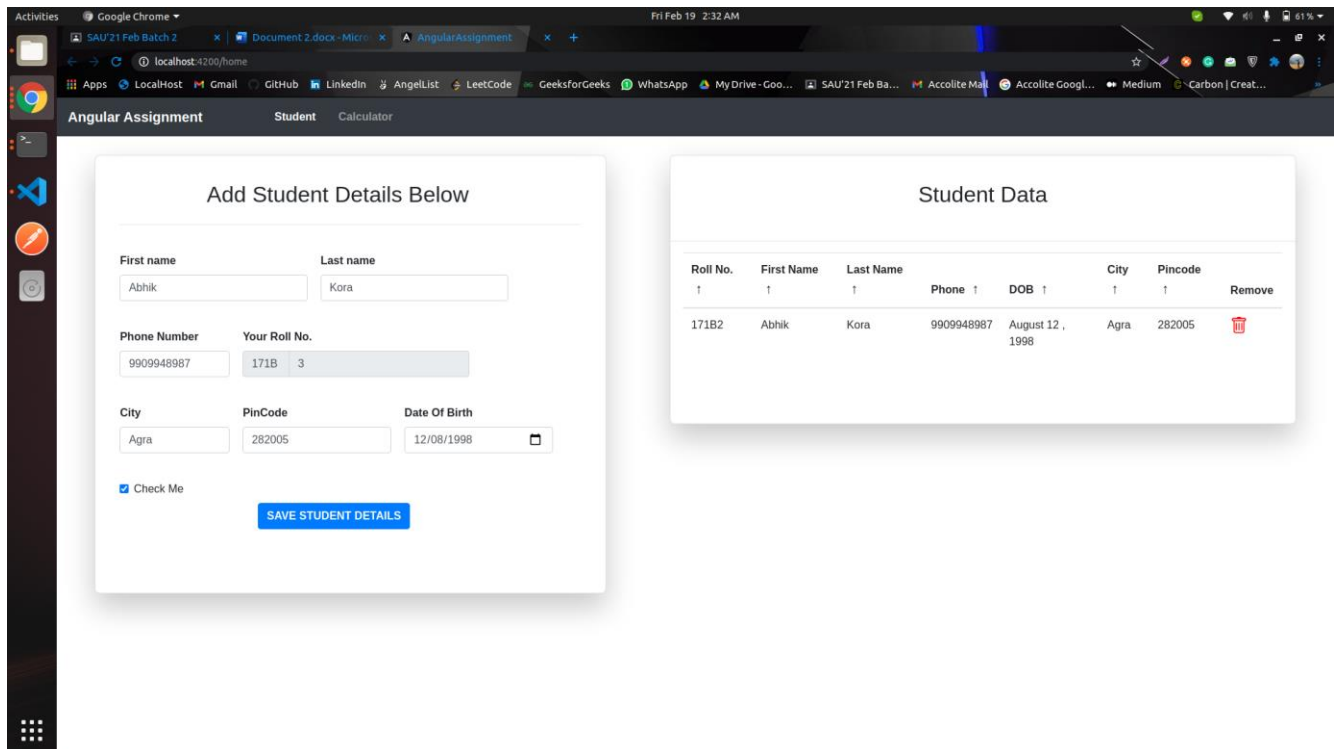 Activities Google Chrome Fri Feb 19 2:32 AM 61 %
SAU'21 Feb Batch 2 Document 2.docx - Micro AngularAssignment
localhost:4200/home
Apps LocalHost Gmail GitHub LinkedIn AngelList LeetCode GeeksforGeeks WhatsApp My Drive - Goo... SAU'21 Feb Ba... Accolite Mail Accolite Googl... Medium Carbon | Creat...
Angular Assignment Student Calculator
Add Student Details Below
First name Last name
Abhik Kora
Phone Number Your Roll No.
9909948987 171B 3
City PinCode Date Of Birth
Agra 282005 12/08/1998
Check Me
SAVE STUDENT DETAILS
Student Data
Roll No. First Name Last Name City Pincode
↑ ↑ ↑ Phone ↑ DOB ↑ ↑ ↑ Remove
171B2 Abhik Kora 9909948987 August 12 , Agra 282005
1998